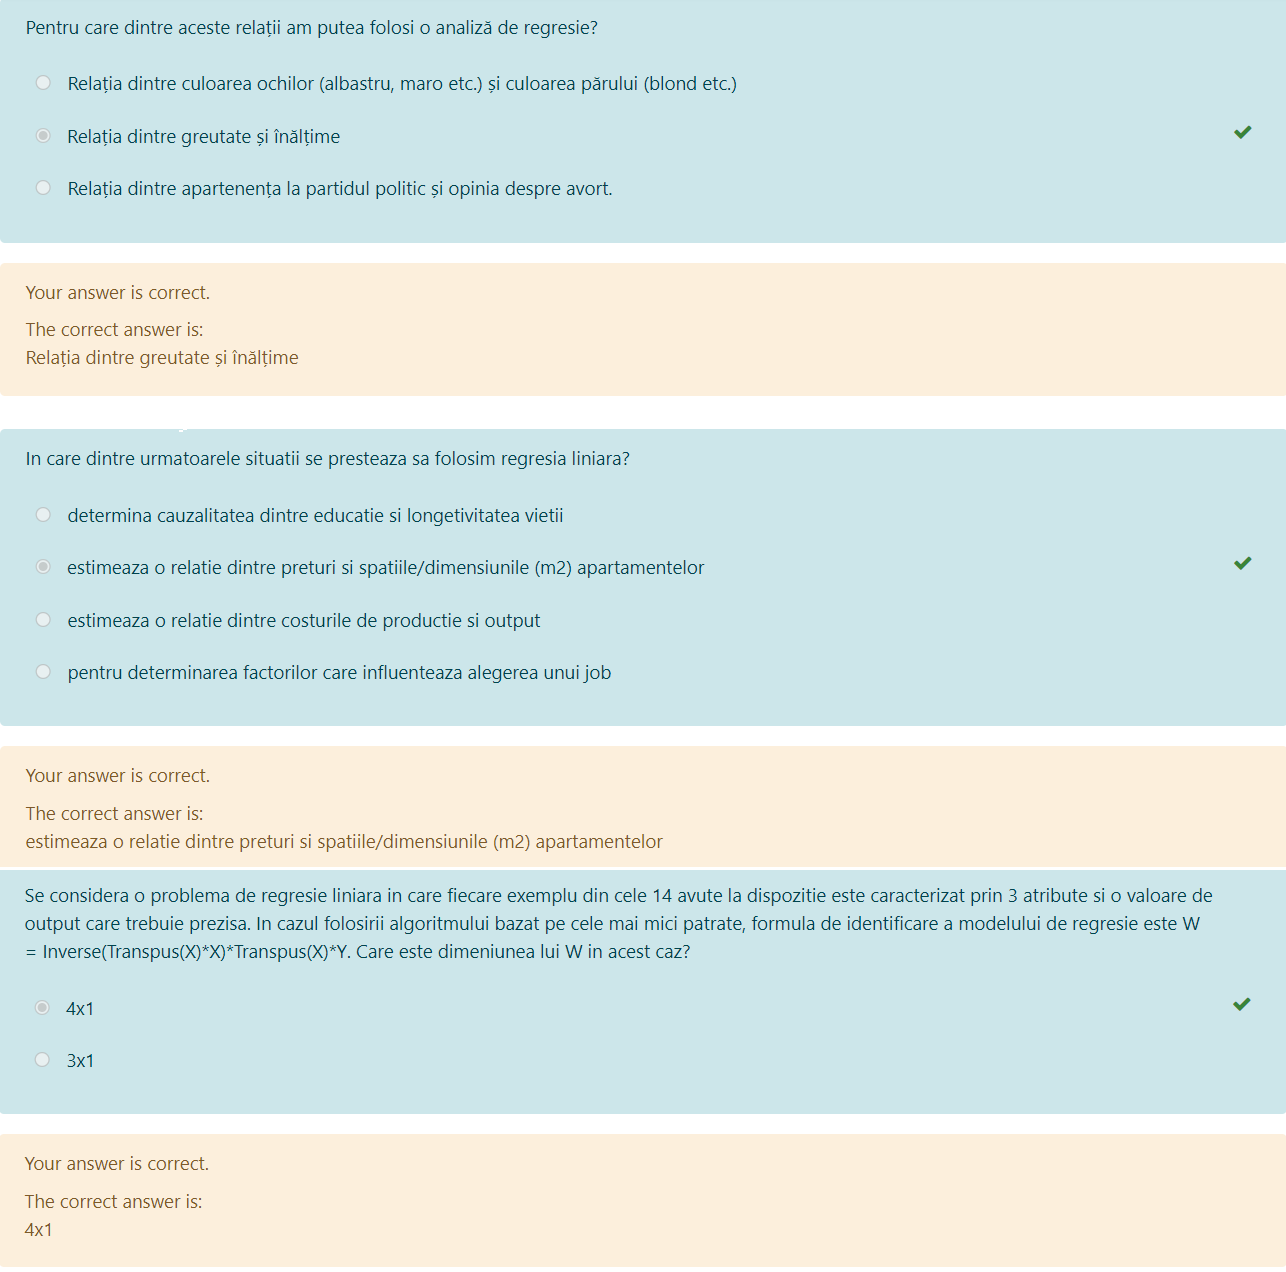 Pentru care dintre aceste relații am putea folosi o analiză de regresie?
Relația dintre culoarea ochilor (albastru, maro etc.) și culoarea părului (blond etc.)
Relația dintre greutate și înălțime
Relația dintre apartenența la partidul politic și opinia despre avort.
Your answer is correct.
The correct answer is:
Relația dintre greutate și înălțime
In care dintre urmatoarele situatii se presteaza sa folosim regresia liniara?
determina cauzalitatea dintre educatie si longetivitatea vietii
estimeaza o relatie dintre preturi si spatiile/dimensiunile (m2) apartamentelor
estimeaza o relatie dintre costurile de productie si output
pentru determinarea factorilor care influenteaza alegerea unui job
Your answer is correct.
The correct answer is:
estimeaza o relatie dintre preturi si spatiile/dimensiunile (m2) apartamentelor
Se considera o problema de regresie liniara in care fiecare exemplu din cele 14 avute la dispozitie este caracterizat prin 3 atribute si o valoare de
output care trebuie prezisa. In cazul folosirii algoritmului bazat pe cele mai mici patrate, formula de identificare a modelului de regresie este W
= Inverse(Transpus(X)*X)*Transpus(X)*Y. Care este dimeniunea lui W in acest caz?
4x1
3x1
Your answer is correct.
The correct answer is:
4x1